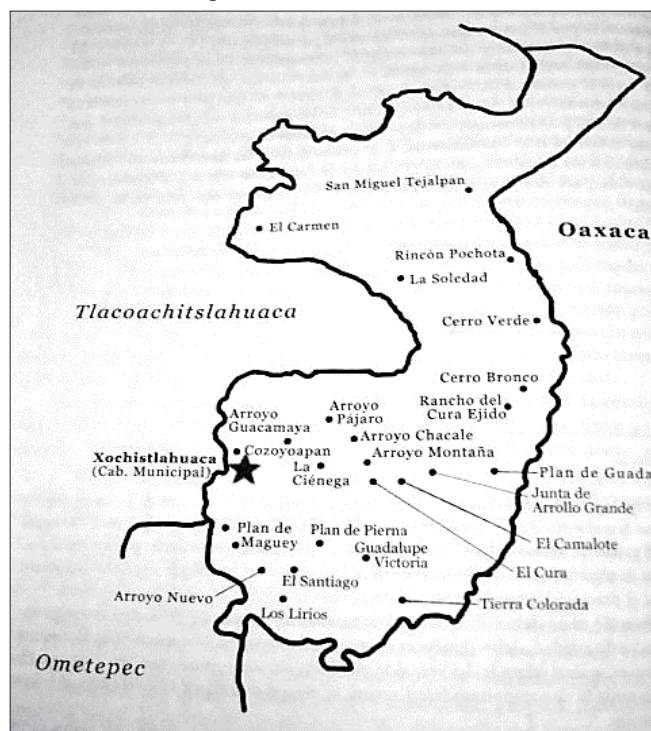 San Miguel Tejalpan
El Carmen
Oaxaca
Rincón Pochota
La Soledad
Tlacoachitslahuaca
Cerro Verde
Cerro Bronco
Rancho del
Cura Ejido
Arroyo
Pájaro
Arroyo
Guacamaya
Arroyo Chacale
Cozoyoapan
Xochistlahuaca
(Cab. Municipal)
La
Ciénega
Arroyo Montaña
Plan de Guada
Junta de
Arrollo Grande
El Camalote
El Cura
Plan de
Maguey
Plan de Pierna
Guadalupe
Victoria
El Santiago
Arroyo Nuevo
Los Lirios
Tierra Colorada
Ometepec